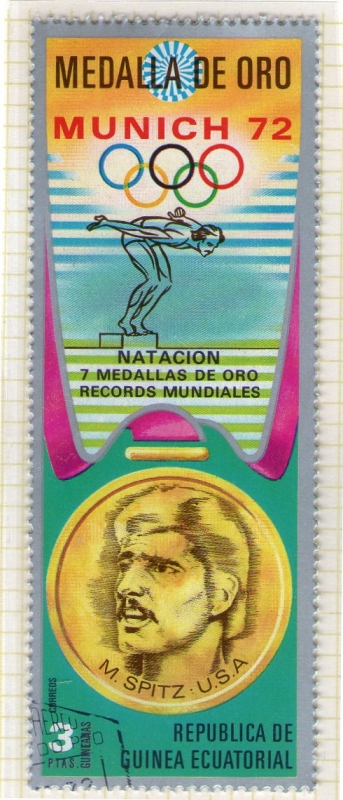 MEDALLA DE ORO
MUNICH 72
NATACION
7 MEDALLAS DE ORO
RECORDS MUNDIALES
M. SPITZ · U.S.A
CORREOS
3
PTAS. GUINEANAS
REPUBLICA DE
GUINEA ECUATORIAL
AEREO